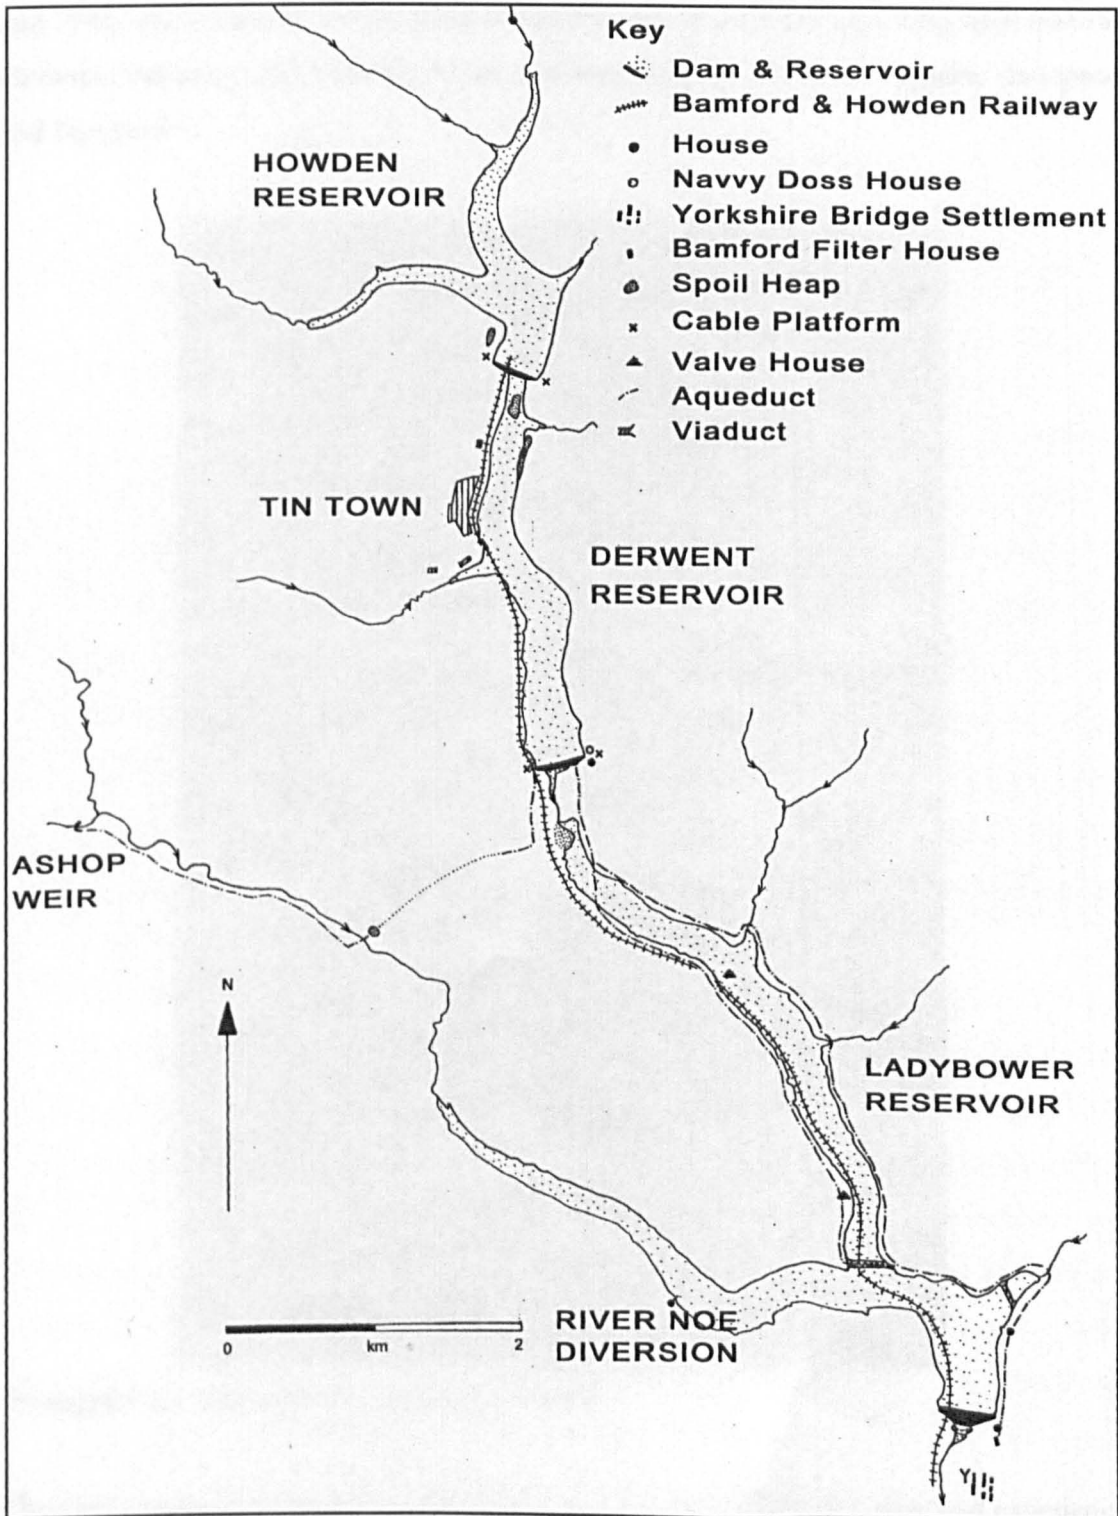 Key
Dam & Reservoir
Bamford & Howden Railway
House
Navvy Doss House
Yorkshire Bridge Settlement
Bamford Filter House
Spoil Heap
Cable Platform
Valve House
Aqueduct
Viaduct
HOWDEN
RESERVOIR
TIN TOWN
DERWENT
RESERVOIR
ASHOP
WEIR
N
LADYBOWER
RESERVOIR
RIVER NOE
DIVERSION
0 km 2
Y